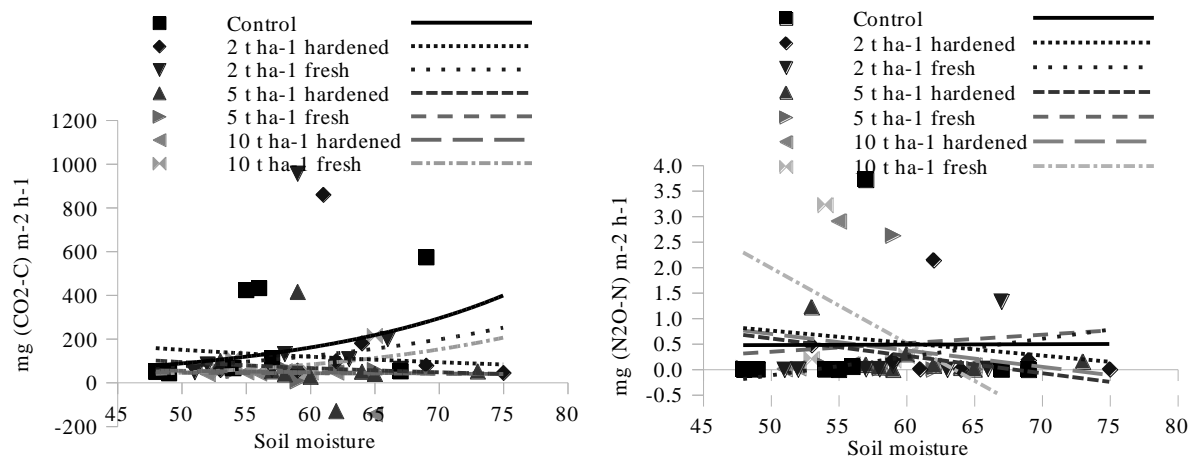 Control
2 t ha-1 hardened
2 t ha-1 fresh
5 t ha-1 hardened
5 t ha-1 fresh
10 t ha-1 hardened
10 t ha-1 fresh
mg (CO2-C) m-2 h-1
1200
1000
800
600
400
200
0
-200
45 50 55 60 65 70 75 80
Soil moisture
Control
2 t ha-1 hardened
2 t ha-1 fresh
5 t ha-1 hardened
5 t ha-1 fresh
10 t ha-1 hardened
10 t ha-1 fresh
mg (N2O-N) m-2 h-1
4.0
3.5
3.0
2.5
2.0
1.5
1.0
0.5
0.0
-0.5
45 50 55 60 65 70 75 80
Soil moisture